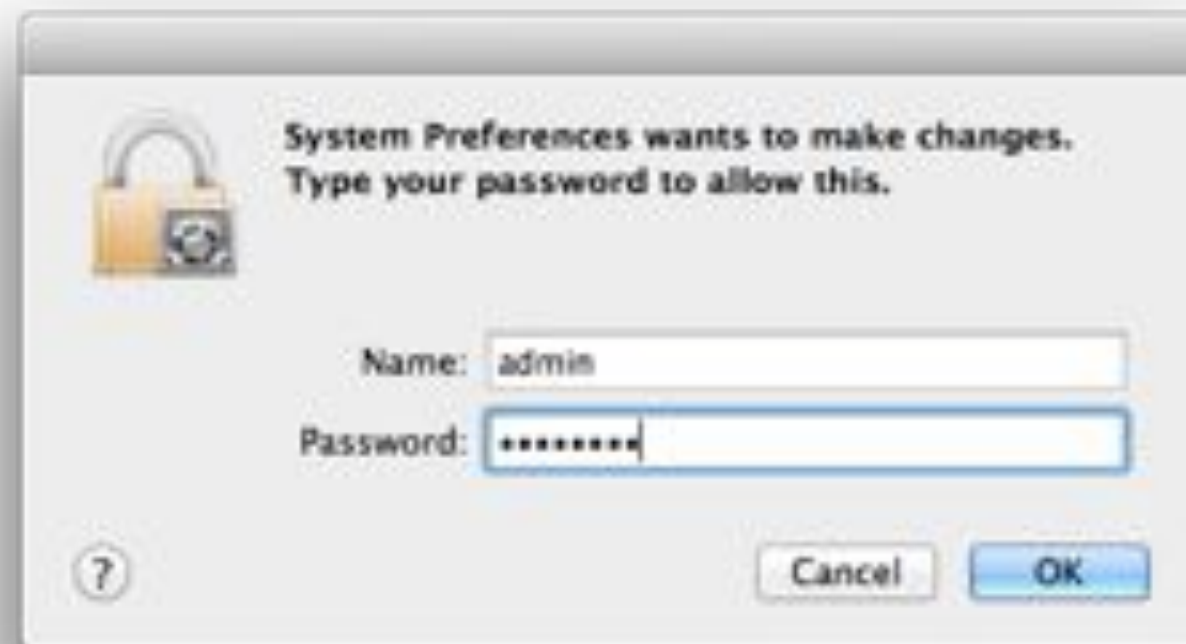 System Preferences wants to make changes.
Type your password to allow this.
Name: admin
Password: ••••••••
?
Cancel
OK